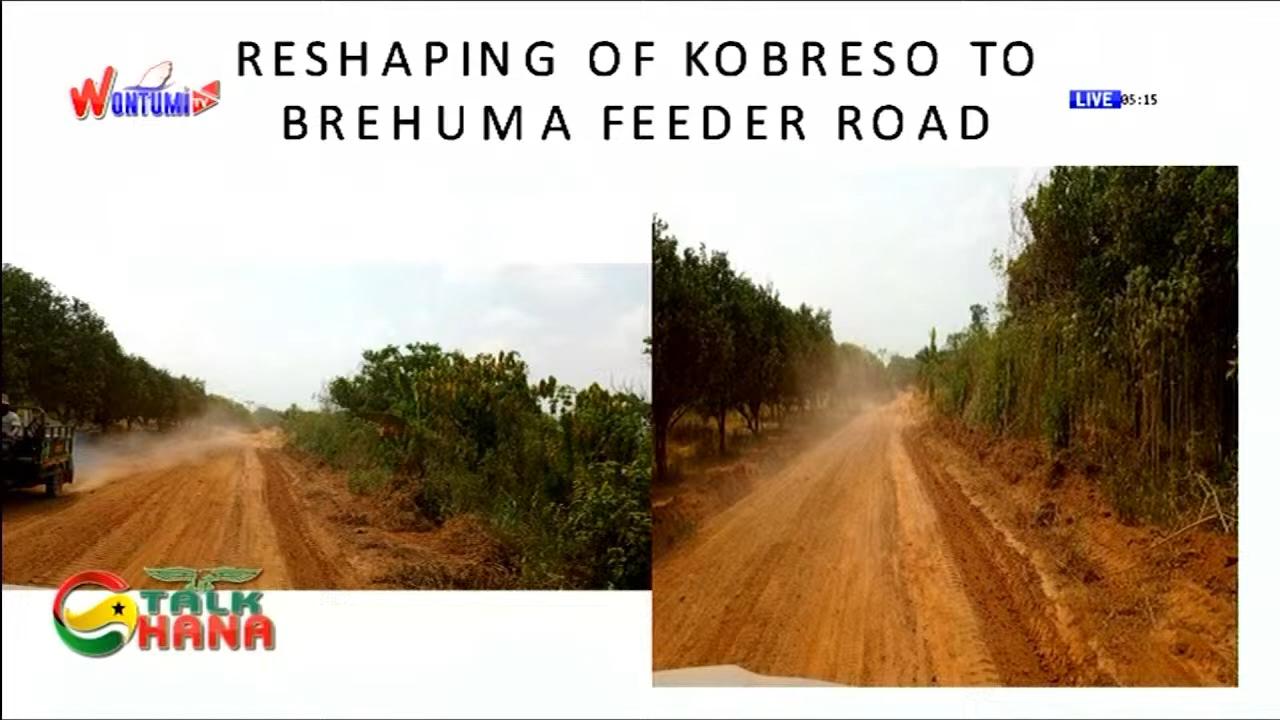 RESHAPING OF KOBRESO TO
BREHUMA FEEDER ROAD
WONTUMI TV
LIVE 05:15
TALK
GHANA